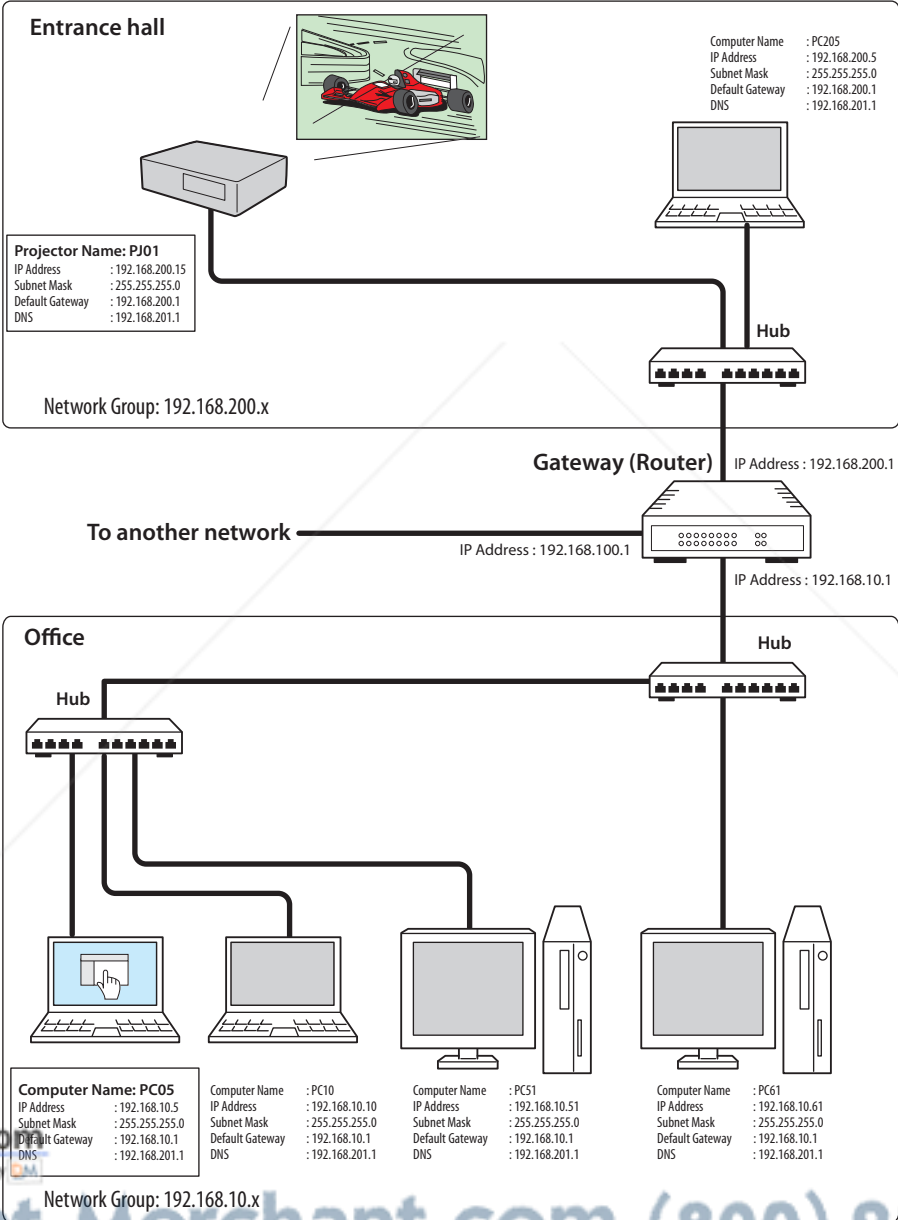 Entrance hall
Computer Name : PC205
IP Address : 192.168.200.5
Subnet Mask : 255.255.255.0
Default Gateway : 192.168.200.1
DNS : 192.168.201.1
Projector Name: PJ01
IP Address : 192.168.200.15
Subnet Mask : 255.255.255.0
Default Gateway : 192.168.200.1
DNS : 192.168.201.1
Hub
Network Group: 192.168.200.x
Gateway (Router)
IP Address : 192.168.200.1
To another network
IP Address : 192.168.100.1
IP Address : 192.168.10.1
Office
Hub
Hub
Computer Name: PC05
IP Address : 192.168.10.5
Subnet Mask : 255.255.255.0
Default Gateway : 192.168.10.1
DNS : 192.168.201.1
Computer Name : PC10
IP Address : 192.168.10.10
Subnet Mask : 255.255.255.0
Default Gateway : 192.168.10.1
DNS : 192.168.201.1
Computer Name : PC51
IP Address : 192.168.10.51
Subnet Mask : 255.255.255.0
Default Gateway : 192.168.10.1
DNS : 192.168.201.1
Computer Name : PC61
IP Address : 192.168.10.61
Subnet Mask : 255.255.255.0
Default Gateway : 192.168.10.1
DNS : 192.168.201.1
Network Group: 192.168.10.x